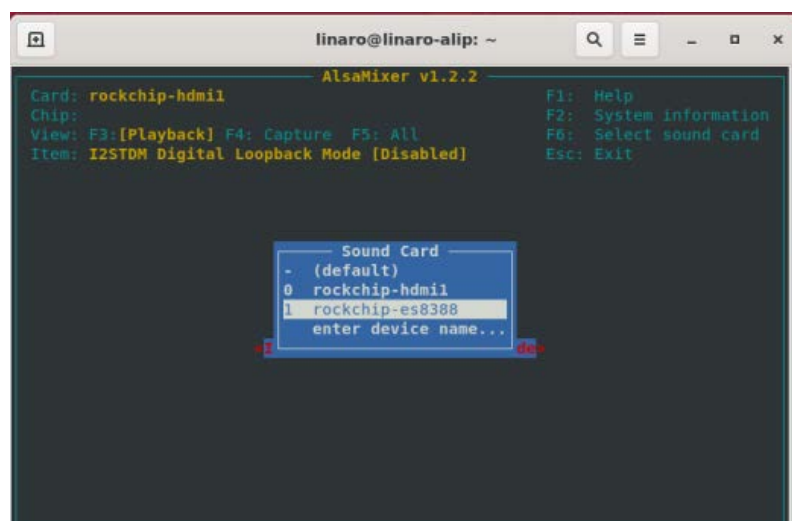 linaro@linaro-alip: ~
AlsaMixer v1.2.2
Card: rockchip-hdmi1 F1: Help
Chip: F2: System information
View: F3:[Playback] F4: Capture F5: All F6: Select sound card
Item: I2STDM Digital Loopback Mode [Disabled] Esc: Exit
Sound Card
- (default)
0 rockchip-hdmi1
1 rockchip-es8388
enter device name...
<I de>